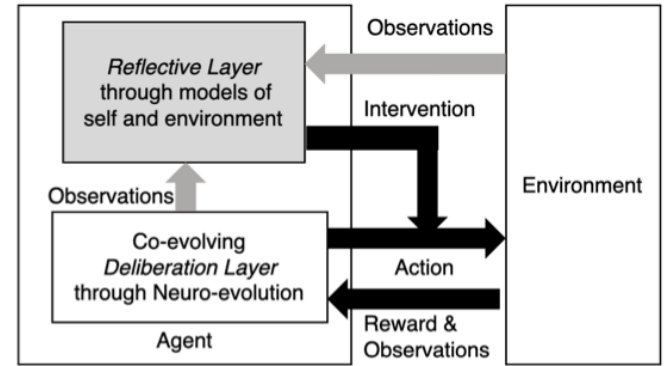 Observations
Reflective Layer
through models of
self and environment
Intervention
Observations
Environment
Co-evolving
Deliberation Layer
through Neuro-evolution
Action
Agent
Reward &
Observations